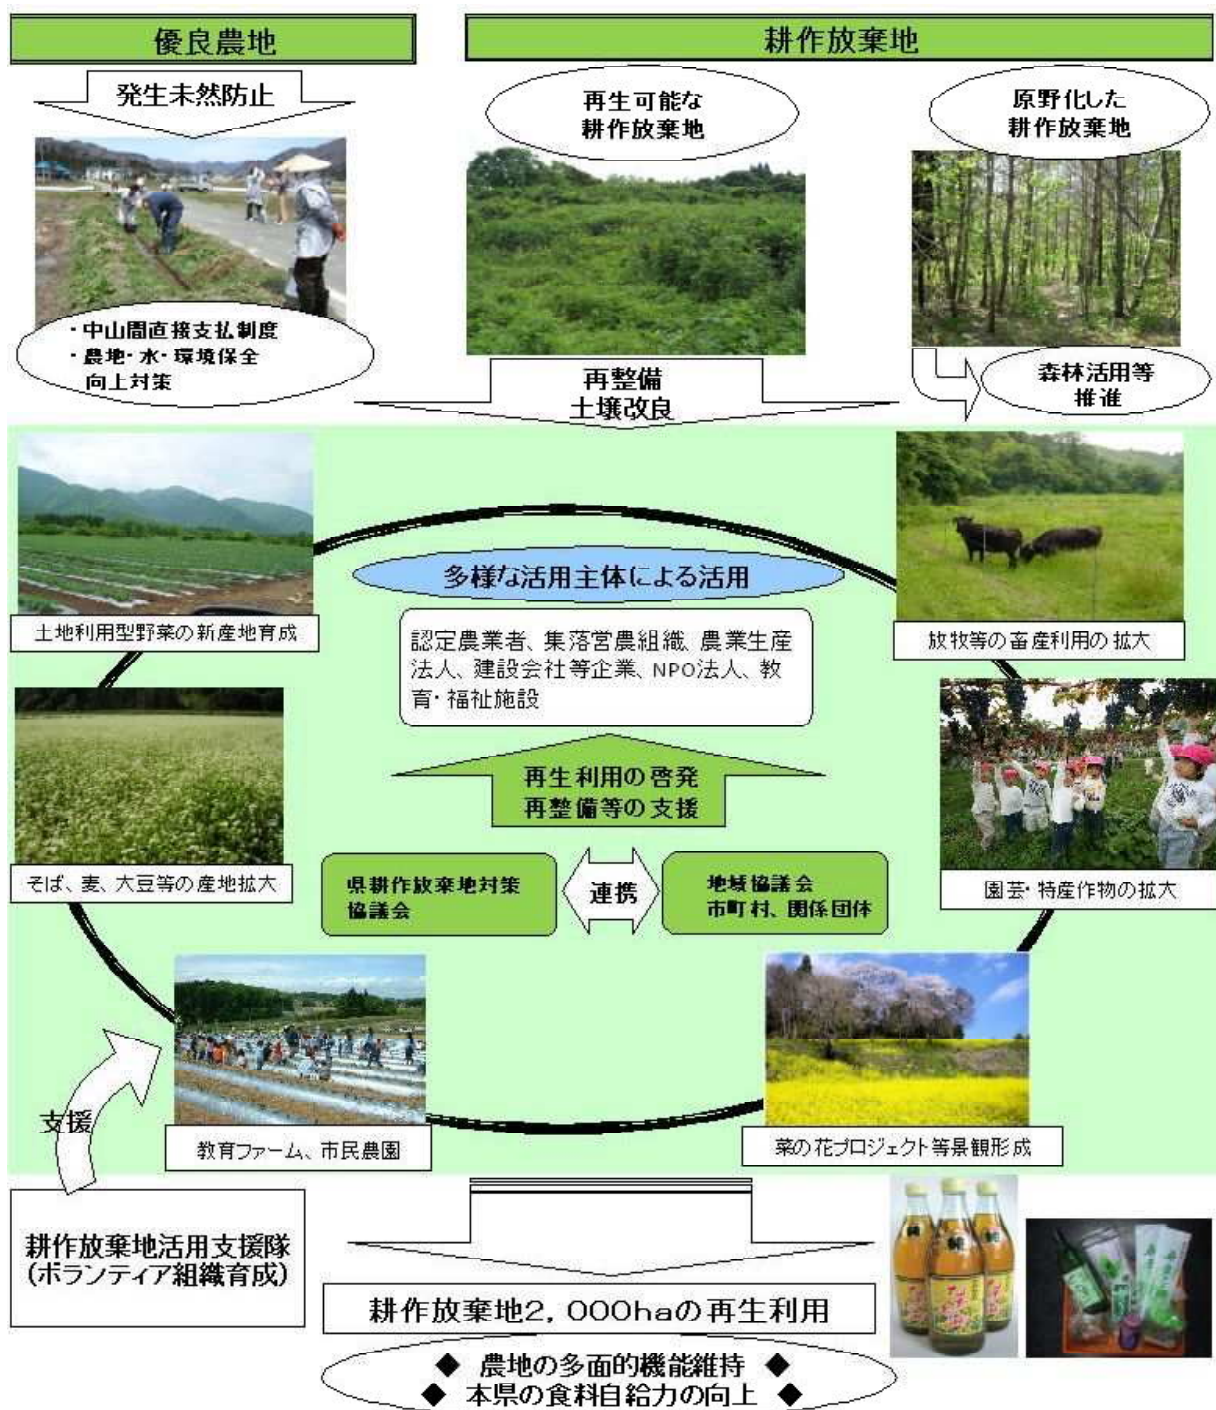 優良農地
耕作放棄地
発生未然防止
再生可能な
耕作放棄地
原野化した
耕作放棄地
・中山間直接支払制度
・農地・水・環境保全
向上対策
再整備
土壌改良
森林活用等
推進
多様な活用主体による活用
土地利用型野菜の新産地育成
放牧等の畜産利用の拡大
認定農業者、集落営農組織、農業生産
法人、建設会社等企業、NPO法人、教
育・福祉施設
再生利用の啓発
再整備等の支援
そば、麦、大豆等の産地拡大
園芸・特産作物の拡大
県耕作放棄地対策
協議会
連携
地域協議会
市町村、関係団体
支援
教育ファーム、市民農園
菜の花プロジェクト等景観形成
耕作放棄地活用支援隊
(ボランティア組織育成)
耕作放棄地2,000haの再生利用
◆ 農地の多面的機能維持 ◆
◆ 本県の食料自給力の向上 ◆